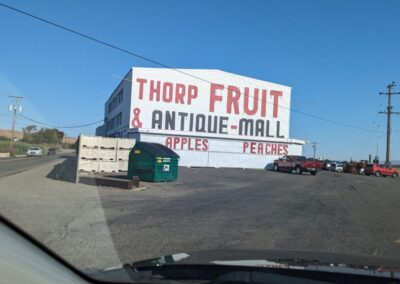 THORP FRUIT
& ANTIQUE-MALL
APPLES PEACHES